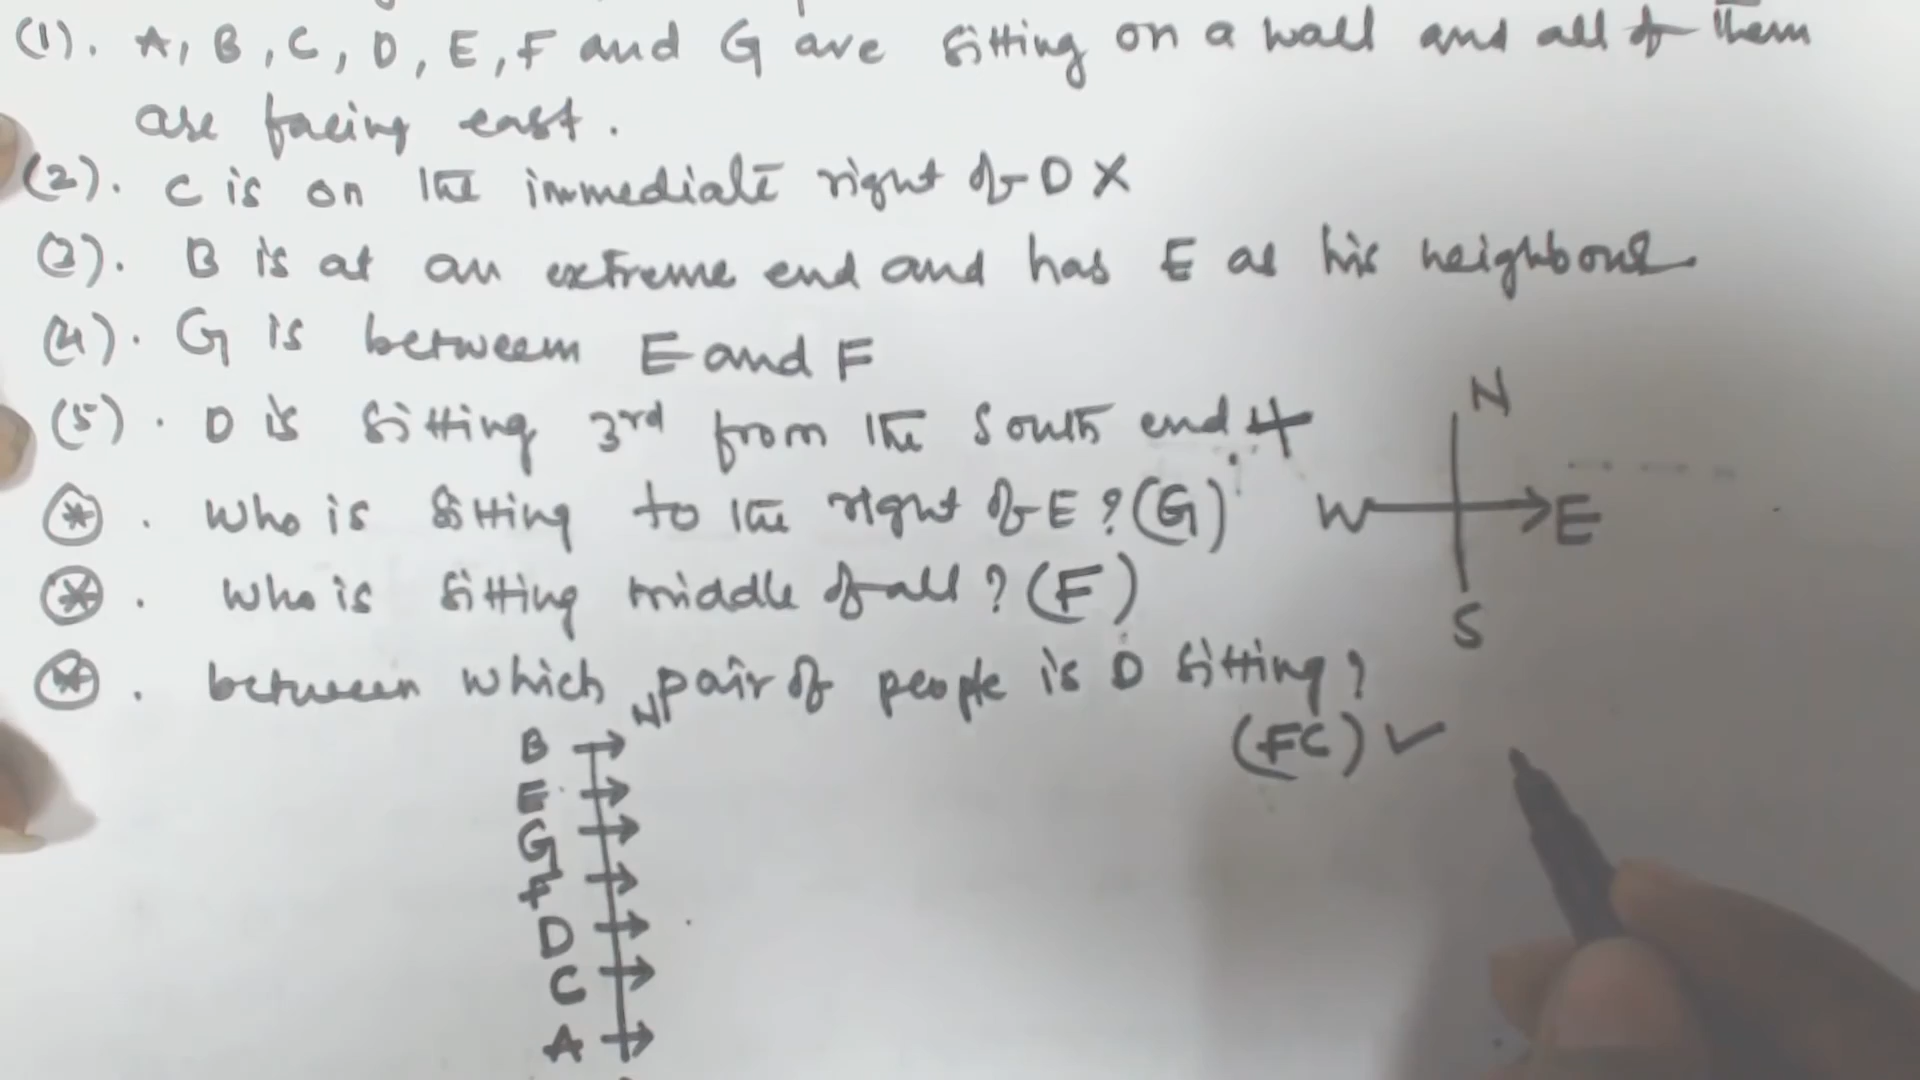 (1). A, B, C, D, E, F and G are sitting on a wall and all of them
are facing east.
(2). C is on the immediate right of D X
(3). B is at an extreme end and has E as his neighbour
(4). G is between E and F
(5). D is sitting 3rd from the South end
N
W E
S
* . Who is sitting to the right of E? (G)
* . Who is sitting middle of all? (F)
* . between which pair of people is D sitting?
(FC) ✓
N
B
E
G
F
D
C
A